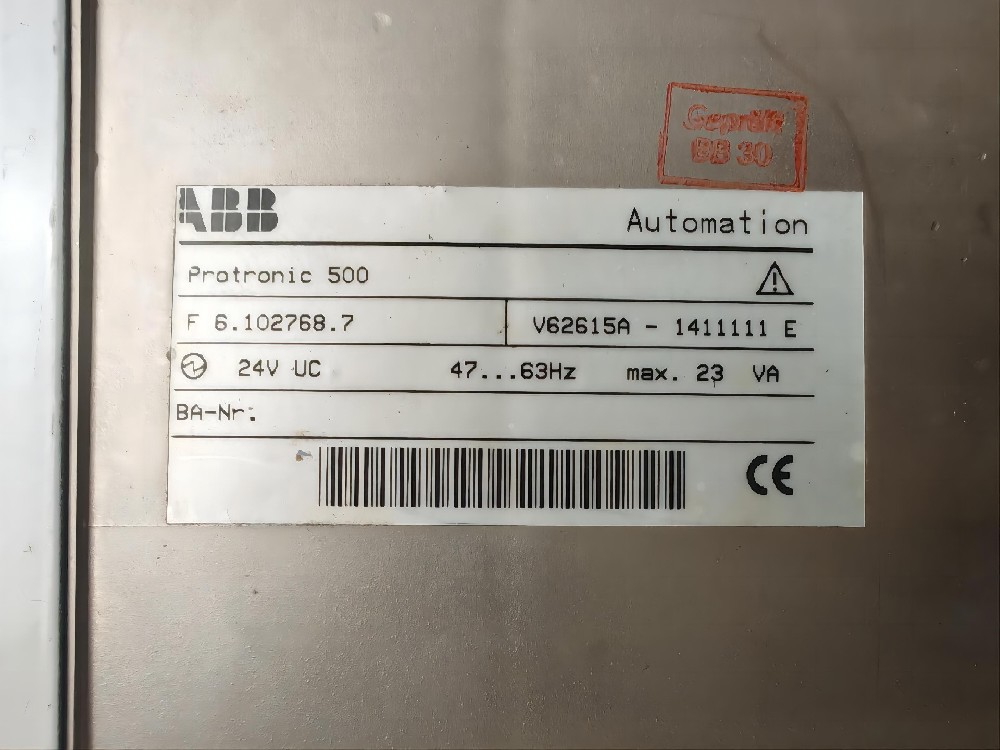 Geprüft
BB 30
ABB
Automation
Protronic 500
F 6.102768.7
V62615A - 1411111 E
24V UC 47...63Hz max. 23 VA
BA-Nr.
CE